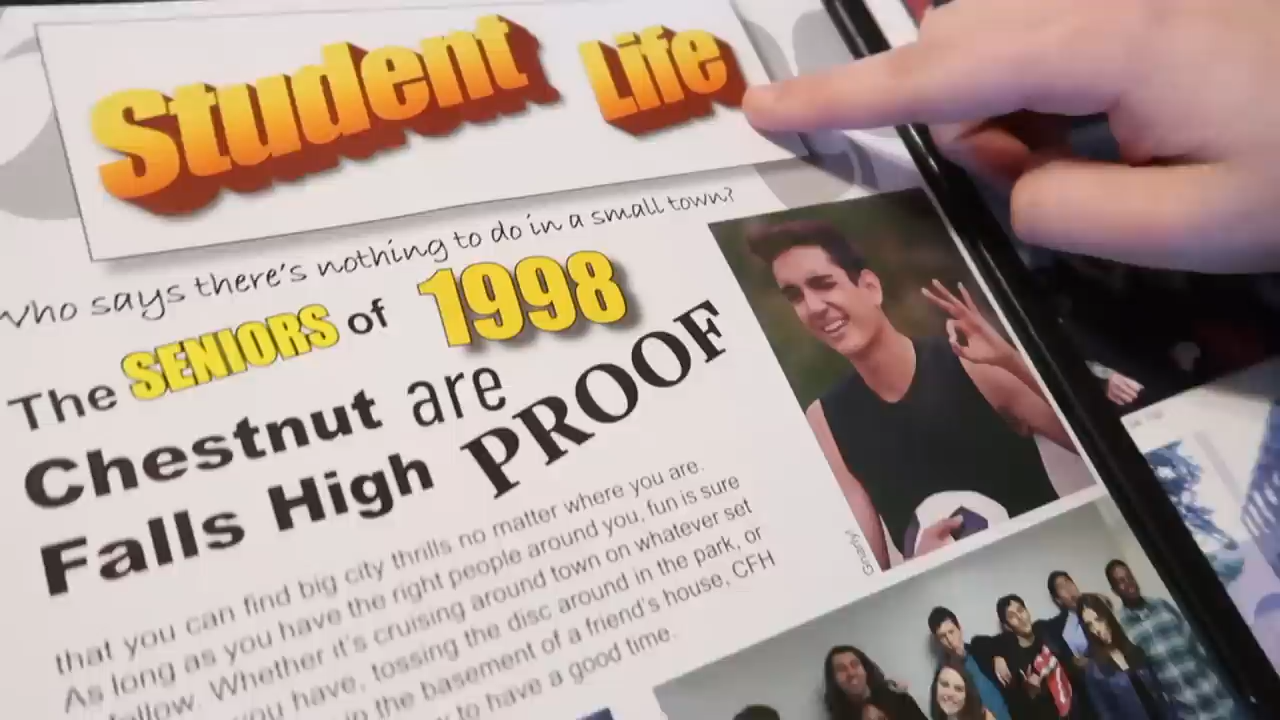 Student Life
Who says there's nothing to do in a small town?
The SENIORS of 1998
Chestnut are
Falls High PROOF
that you can find big city thrills no matter where you are.
As long as you have the right people around you, fun is sure
follow. Whether it's cruising around town on whatever set
you have, tossing the disc around in the park, or
in the basement of a friend's house, CFH
to have a good time.
Gnarly!